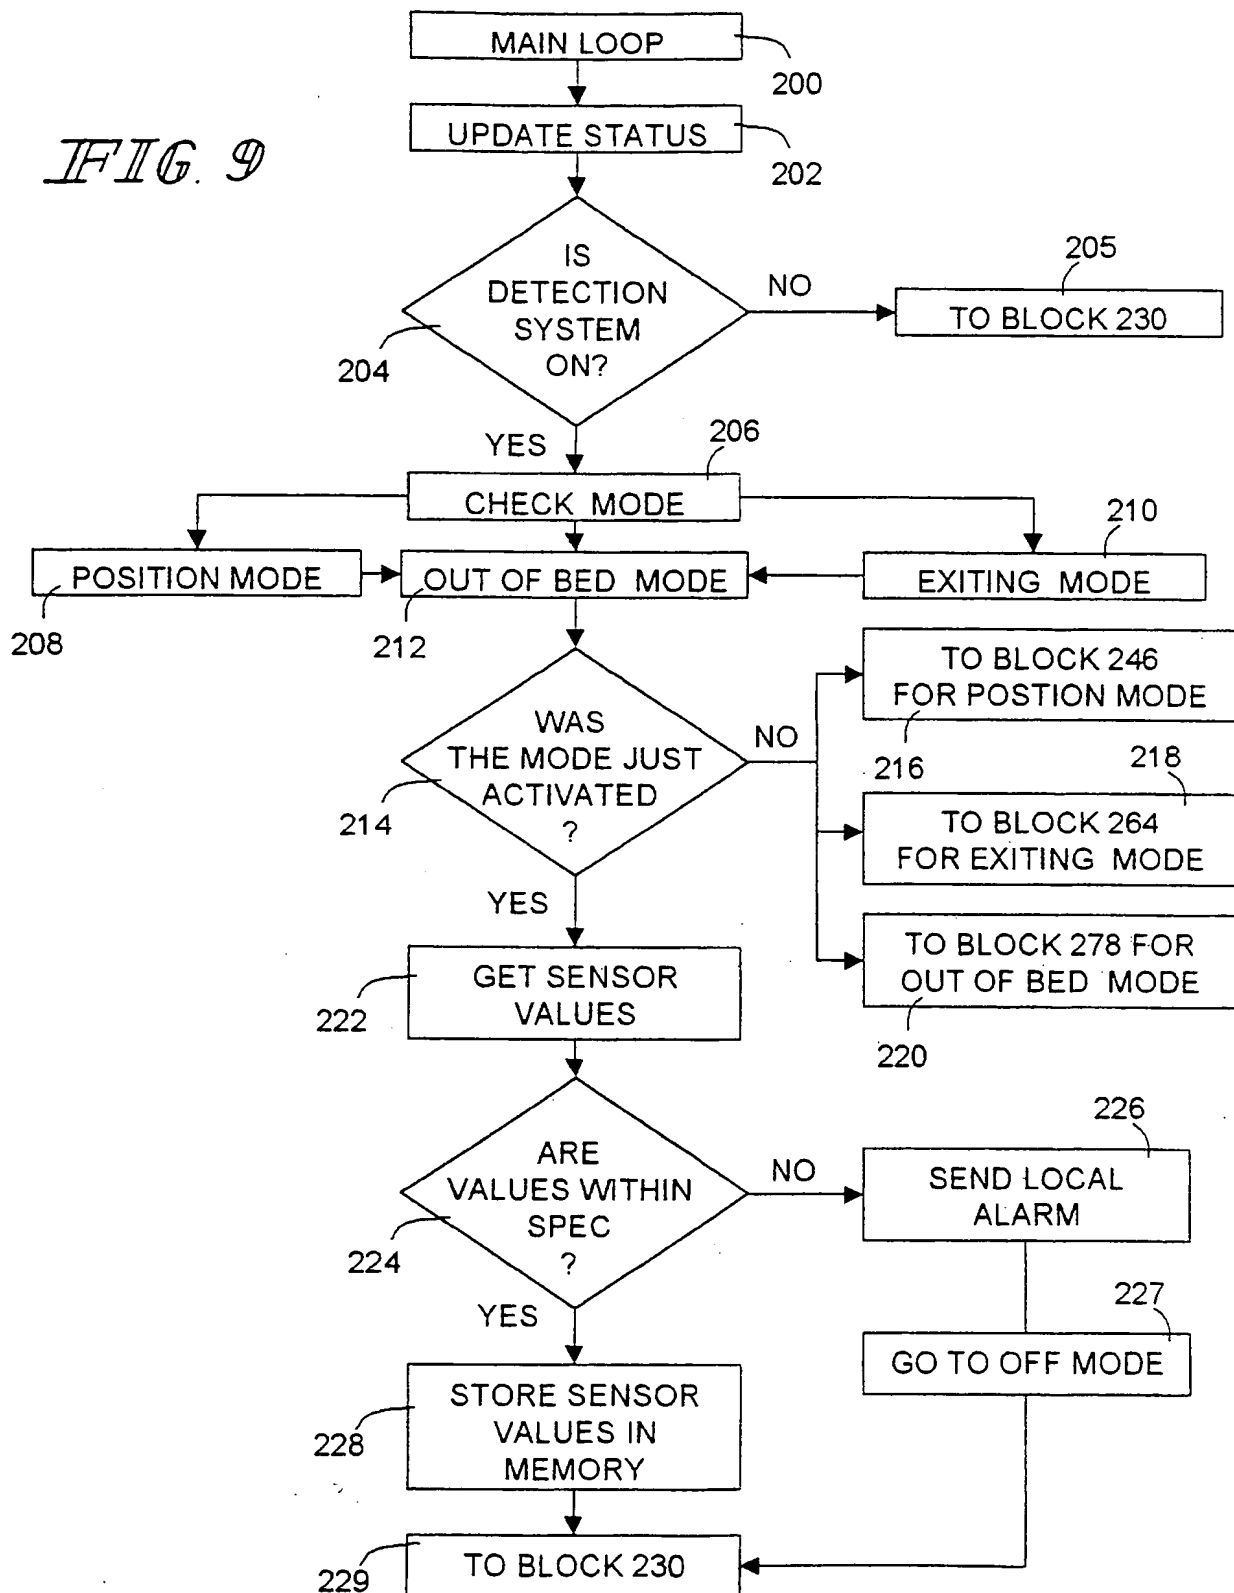 MAIN LOOP
200
FIG. 9
UPDATE STATUS
202
IS
DETECTION
SYSTEM
ON?
204
NO
205
TO BLOCK 230
YES
206
CHECK MODE
210
POSITION MODE
208
OUT OF BED MODE
212
EXITING MODE
WAS
THE MODE JUST
ACTIVATED
?
214
NO
TO BLOCK 246
FOR POSTION MODE
216
218
TO BLOCK 264
FOR EXITING MODE
TO BLOCK 278 FOR
OUT OF BED MODE
220
YES
GET SENSOR
VALUES
222
ARE
VALUES WITHIN
SPEC
?
224
NO
226
SEND LOCAL
ALARM
227
GO TO OFF MODE
YES
STORE SENSOR
VALUES IN
MEMORY
228
TO BLOCK 230
229